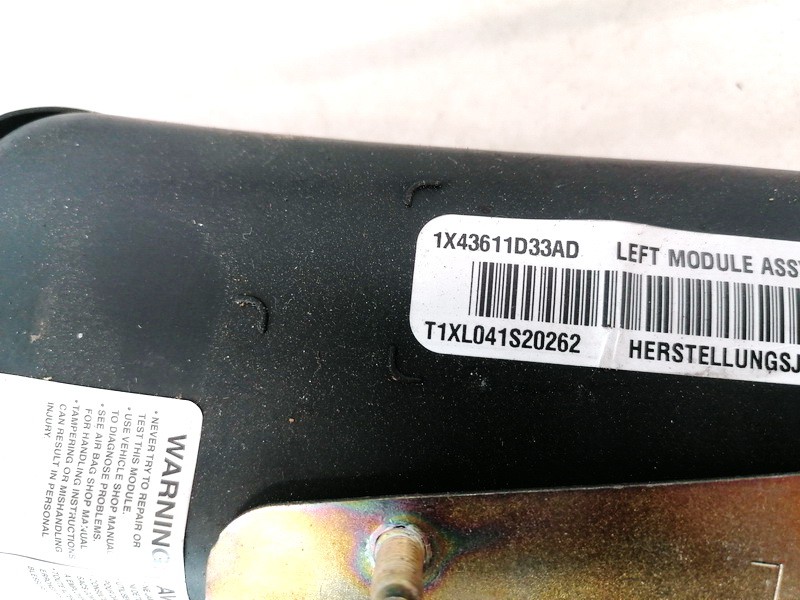 1X43611D33AD LEFT MODULE ASSY
T1XL041S20262 HERSTELLUNGSJ
WARNING
• NEVER TRY TO REPAIR OR
TEST THIS MODULE.
• USE VEHICLE SHOP MANUAL
TO DIAGNOSE PROBLEMS.
• SEE AIR BAG SHOP MANUAL
FOR HANDLING INSTRUCTIONS
• TAMPERING OR MISHANDLING
CAN RESULT IN PERSONAL
INJURY.